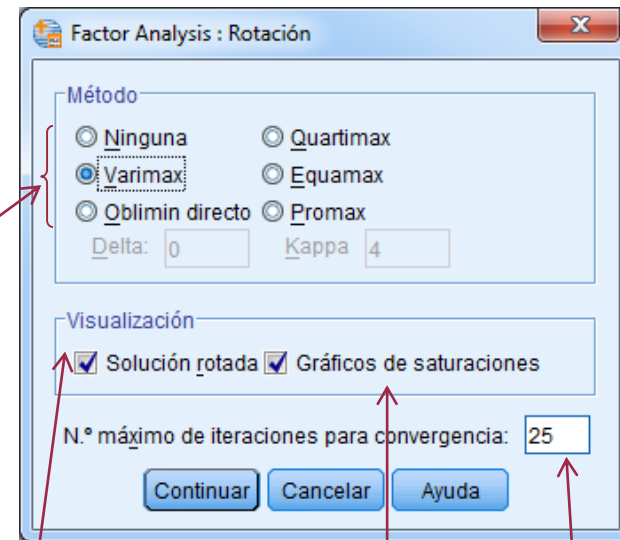 Factor Analysis : Rotación
Método
Ninguna Quartimax
Varimax Equamax
Oblimin directo Promax
Delta: 0 Kappa 4
Visualización
Solución rotada Gráficos de saturaciones
N.º máximo de iteraciones para convergencia: 25
Continuar Cancelar Ayuda